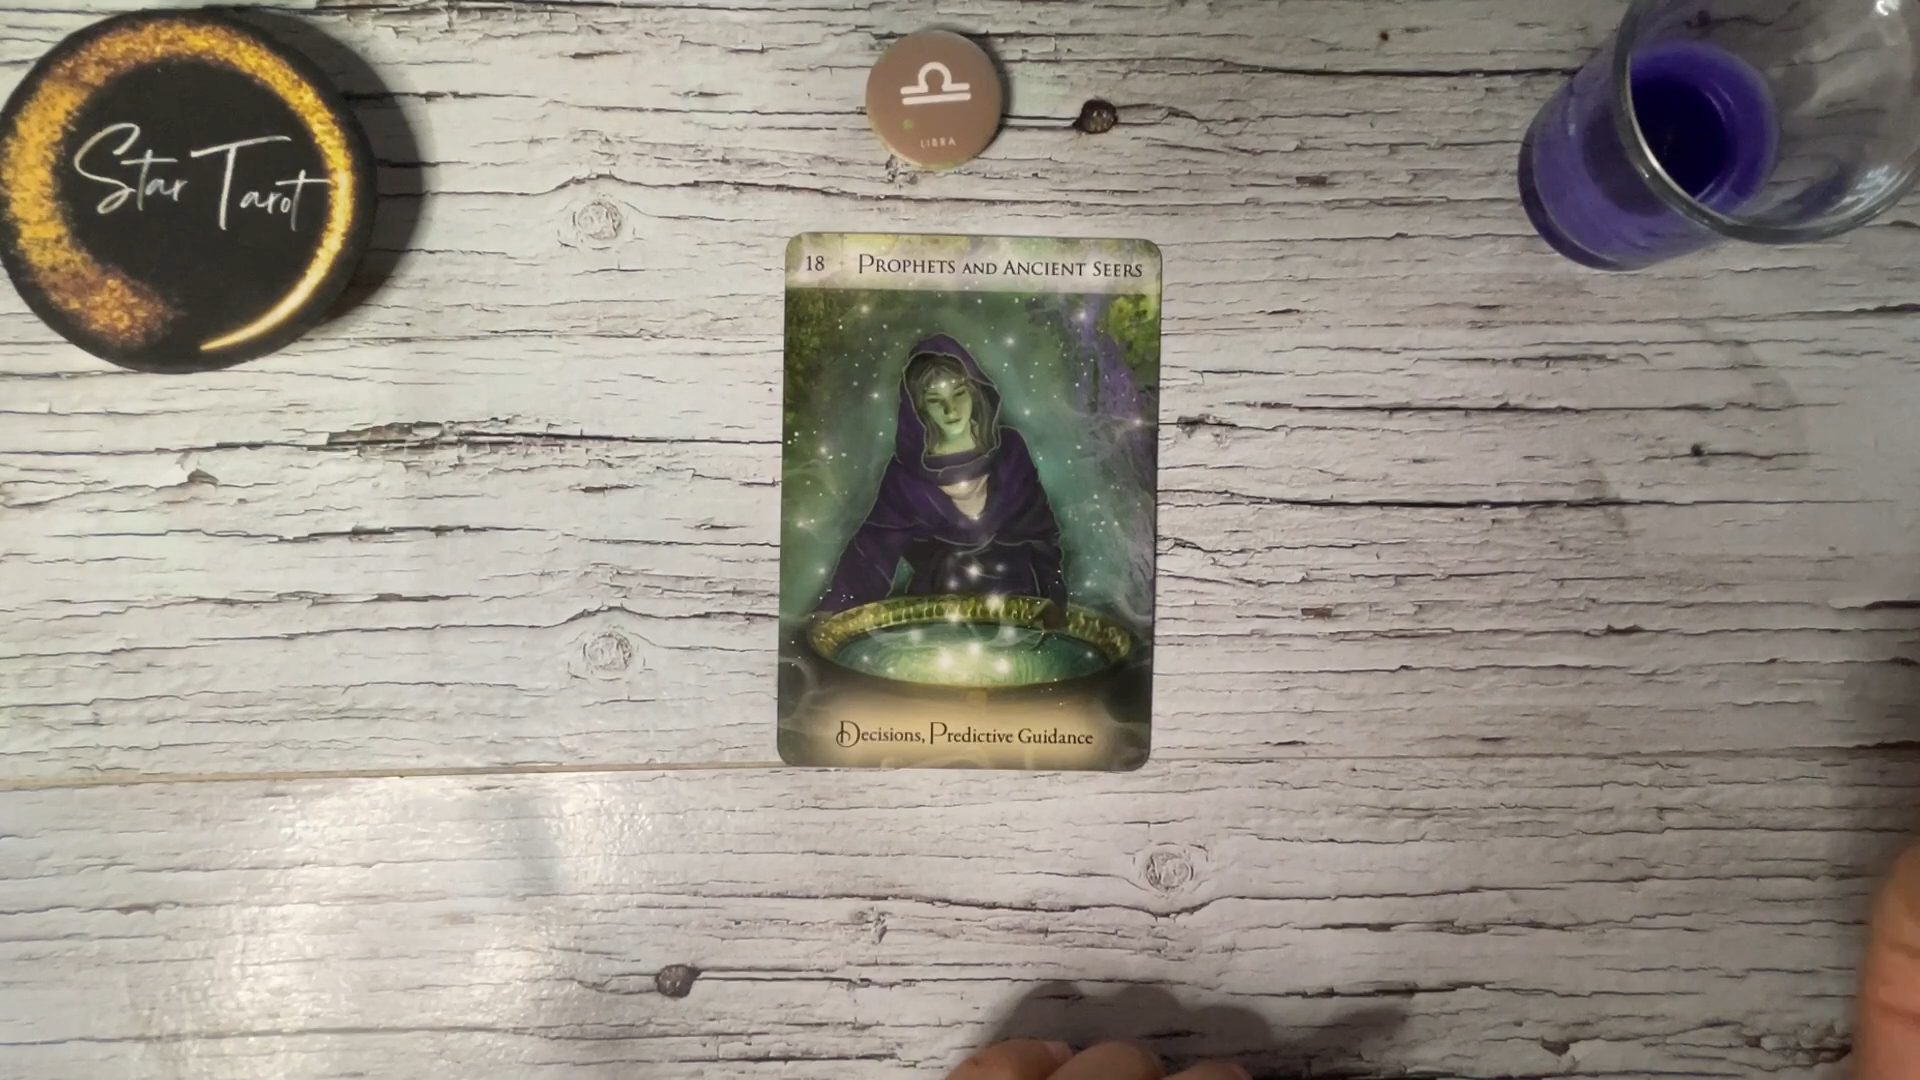 Star Tarot
LIBRA
18 PROPHETS AND ANCIENT SEERS
Decisions, Predictive Guidance